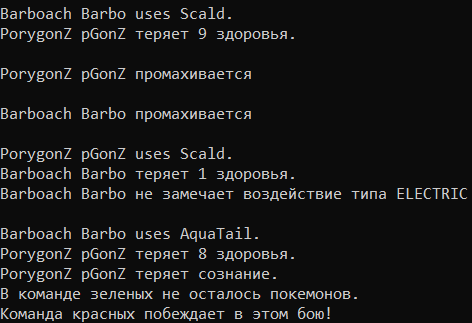 Barboach Barbo uses Scald.
PorygonZ pGonZ теряет 9 здоровья.
PorygonZ pGonZ промахивается
Barboach Barbo промахивается
PorygonZ pGonZ uses Scald.
Barboach Barbo теряет 1 здоровья.
Barboach Barbo не замечает воздействие типа ELECTRIC
Barboach Barbo uses AquaTail.
PorygonZ pGonZ теряет 8 здоровья.
PorygonZ pGonZ теряет сознание.
В команде зеленых не осталось покемонов.
Команда красных побеждает в этом бою!